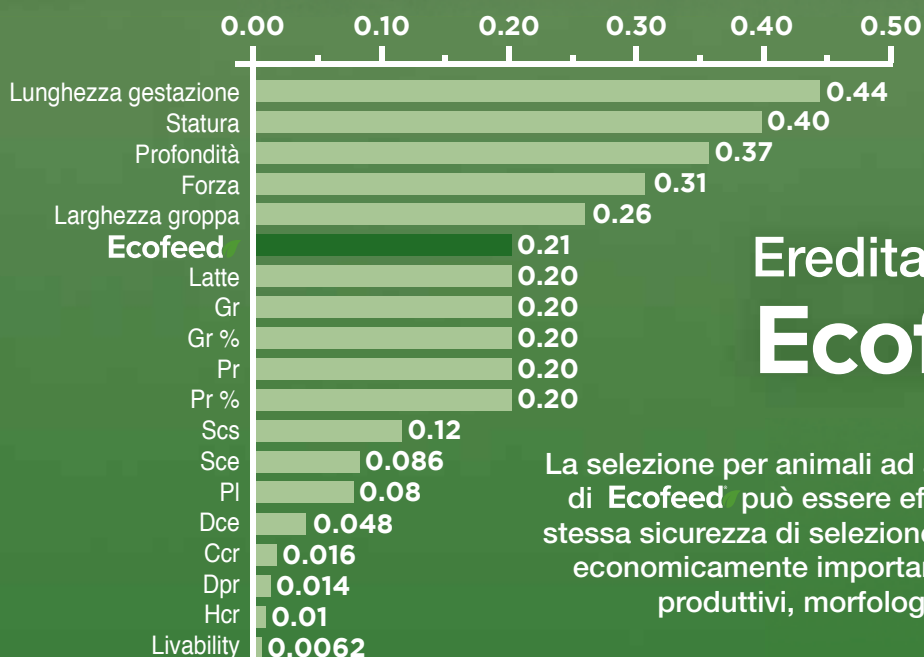 0.00 0.10 0.20 0.30 0.40 0.50
Lunghezza gestazione 0.44
Statura 0.40
Profondità 0.37
Forza 0.31
Larghezza groppa 0.26
Ecofeed 0.21
Latte 0.20
Gr 0.20
Gr % 0.20
Pr 0.20
Pr % 0.20
Scs 0.12
Sce 0.086
Pl 0.08
Dce 0.048
Ccr 0.016
Dpr 0.014
Hcr 0.01
Livability 0.0062
La selezione per animali ad
di Ecofeed può essere
stessa sicurezza di
economicamente
produttivi,